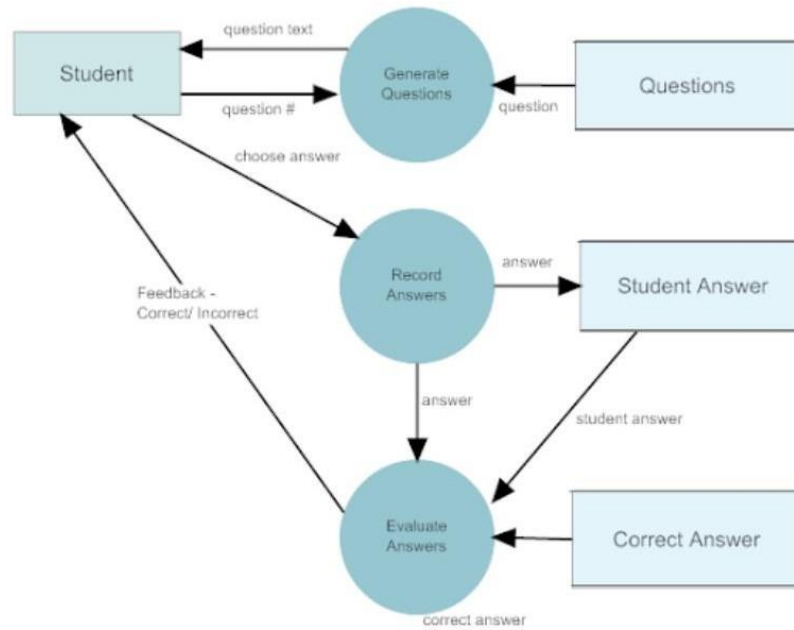 question text
Student
Generate
Questions
Questions
question #
question
choose answer
Record
Answers
answer
Student Answer
Feedback -
Correct/ Incorrect
answer
student answer
Evaluate
Answers
Correct Answer
correct answer